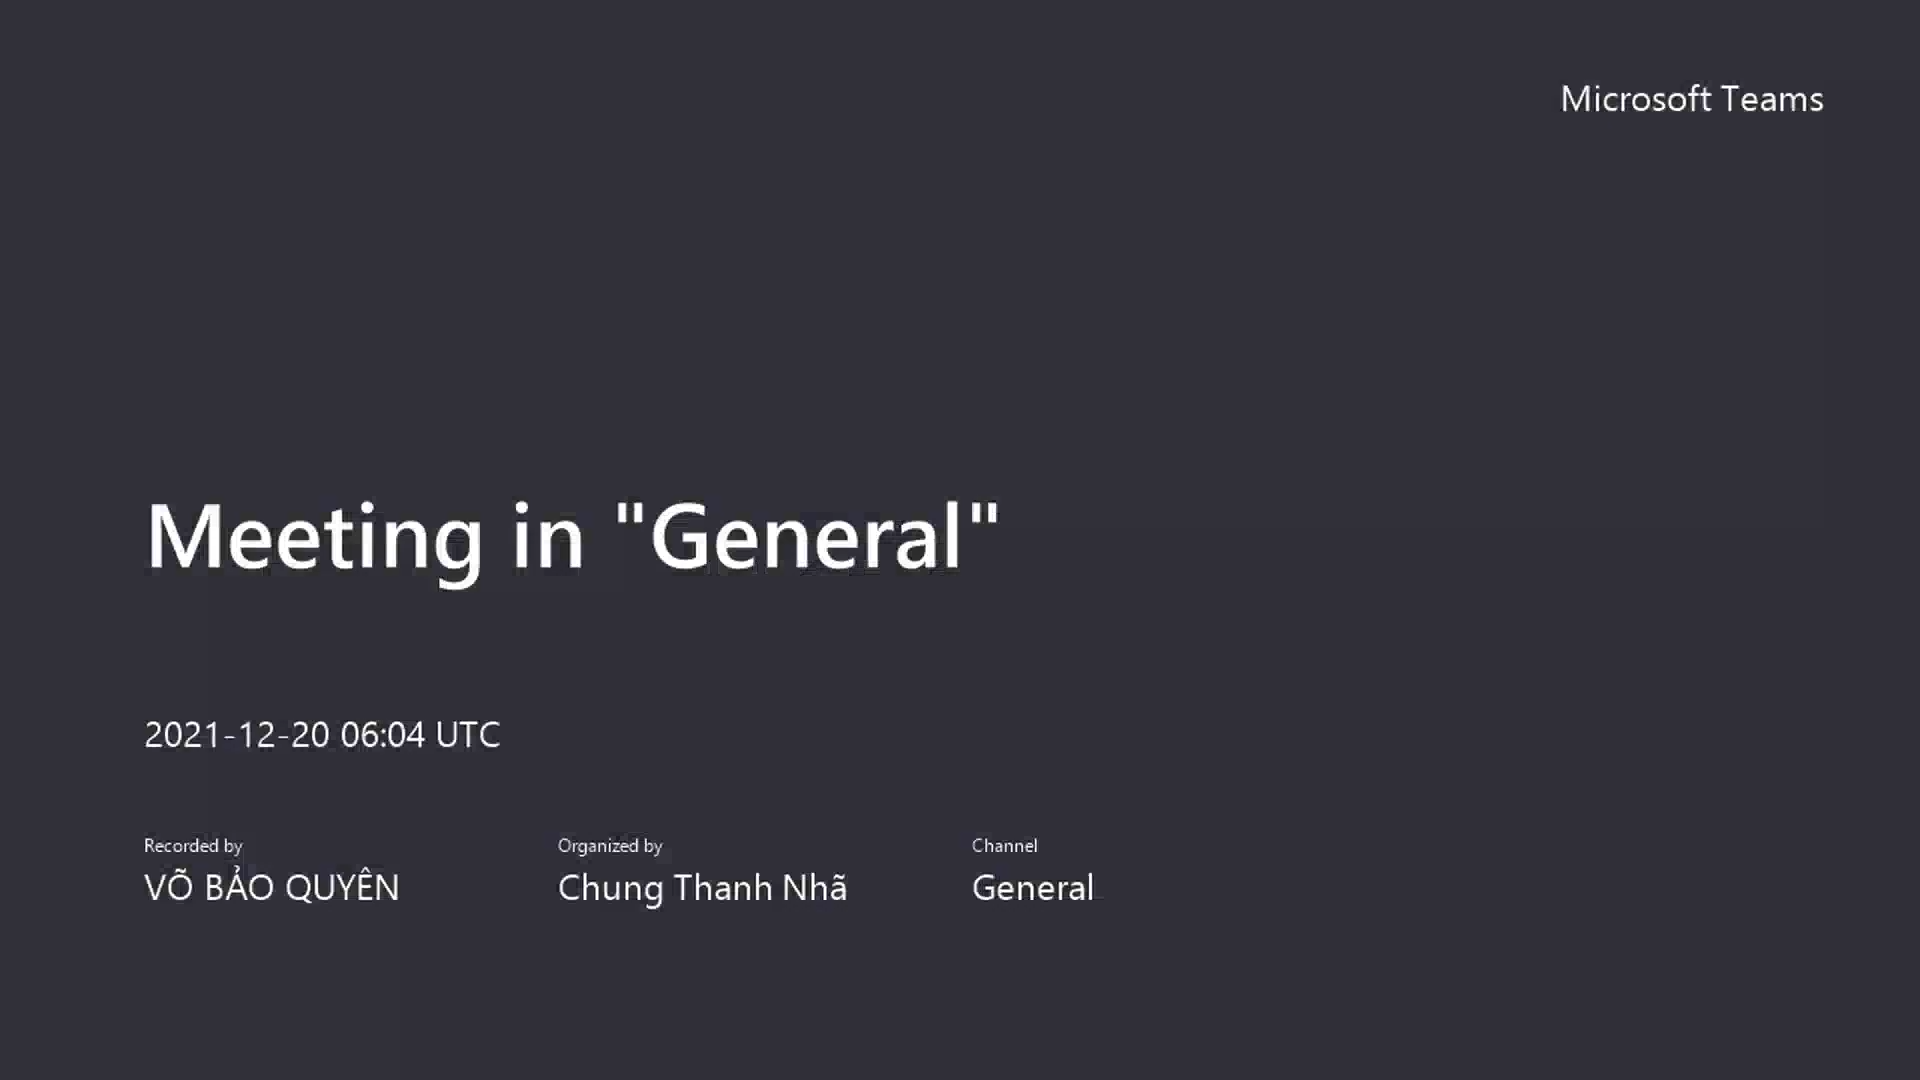 Microsoft Teams
Meeting in "General"
2021-12-20 06:04 UTC
Recorded by
VÕ BẢO QUYÊN
Organized by
Chung Thanh Nhã
Channel
General